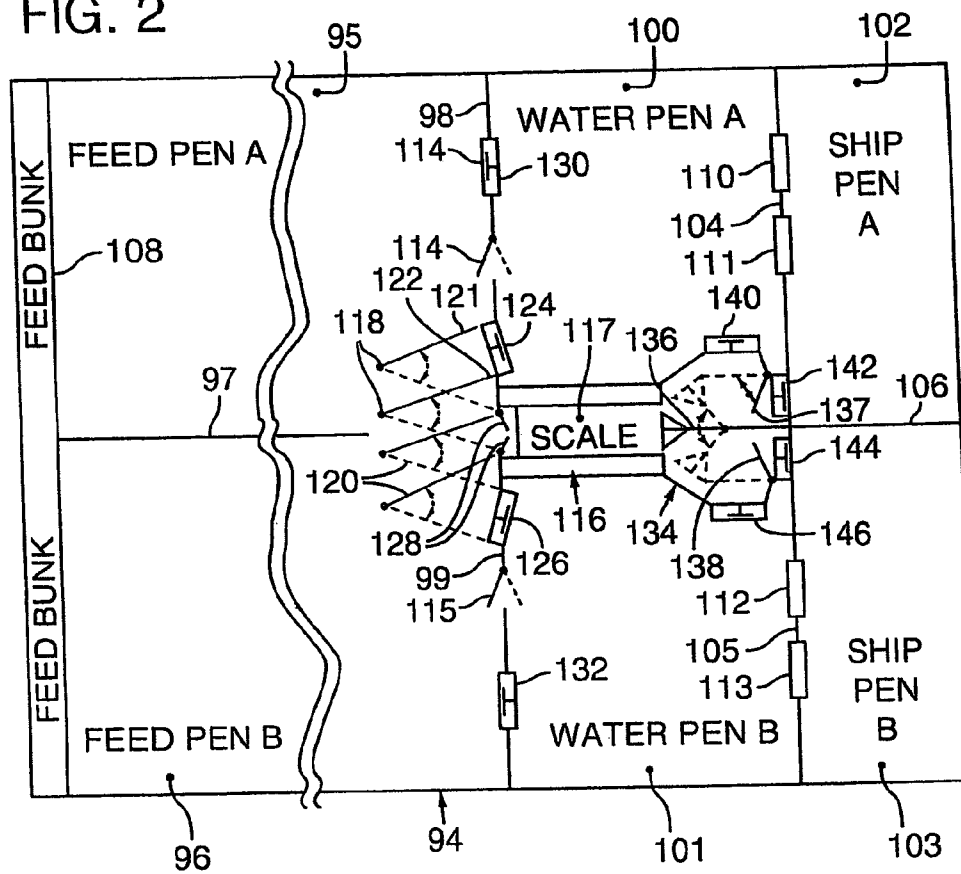 FIG. 2
95
100
102
98
WATER PEN A
FEED PEN A
114
130
SHIP
PEN
A
110
104
111
FEED BUNK
108
114
122
121
124
140
118
117
136
142
97
106
137
SCALE
120
144
116
134
146
128
126
138
99
115
112
105
132
113
SHIP
PEN
B
FEED BUNK
FEED PEN B
WATER PEN B
96
94
101
103